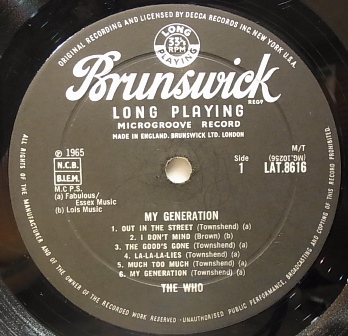 ORIGINAL RECORDING AND LICENSED BY DECCA RECORDS INC. NEW YORK, U.S.A.
LONG
33⅓
RPM
PLAYING
Brunswick
REGD
LONG PLAYING
MICROGROOVE RECORD
MADE IN ENGLAND. BRUNSWICK LTD. LONDON
℗ 1965
N.C.B.
B.I.E.M.
M.C P.S.
(a) Fabulous/
Essex Music
(b) Lois Music
Side
1
M/T
(MG.10256)
LAT.8616
MY GENERATION
1. OUT IN THE STREET (Townshend) (a)
2. I DON'T MIND (Brown) (b)
3. THE GOOD'S GONE (Townshend) (a)
4. LA-LA-LA-LIES (Townshend) (a)
5. MUCH TOO MUCH (Townshend) (a)
6. MY GENERATION (Townshend) (a)
THE WHO
ALL RIGHTS OF THE MANUFACTURER AND OF THE OWNER OF THE RECORDED WORK RESERVED · UNAUTHORISED PUBLIC PERFORMANCE, BROADCASTING AND COPYING OF THIS RECORD PROHIBITED.